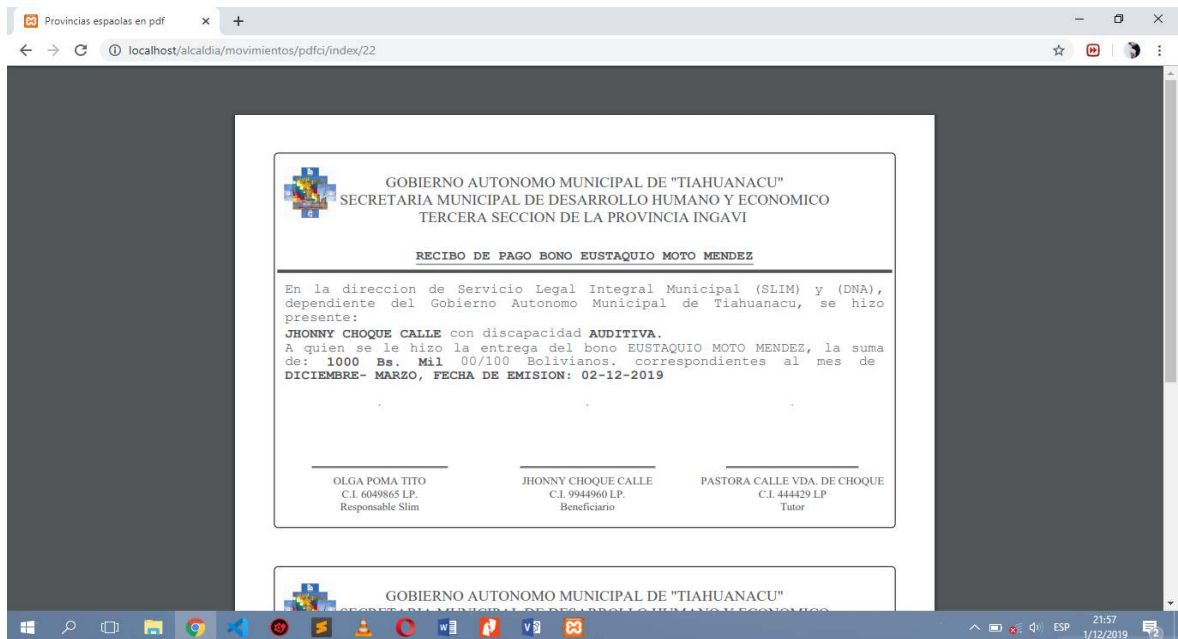 Provincias espaolas en pdf
localhost/alcaldia/movimientos/pdfci/index/22
GOBIERNO AUTONOMO MUNICIPAL DE "TIAHUANACU"
SECRETARIA MUNICIPAL DE DESARROLLO HUMANO Y ECONOMICO
TERCERA SECCION DE LA PROVINCIA INGAVI
RECIBO DE PAGO BONO EUSTAQUIO MOTO MENDEZ
En la direccion de Servicio Legal Integral Municipal (SLIM) y (DNA),
dependiente del Gobierno Autonomo Municipal de Tiahuanacu, se hizo
presente:
JHONNY CHOQUE CALLE con discapacidad AUDITIVA.
A quien se le hizo la entrega del bono EUSTAQUIO MOTO MENDEZ, la suma
de: 1000 Bs. Mil 00/100 Bolivianos. correspondientes al mes de
DICIEMBRE- MARZO, FECHA DE EMISION: 02-12-2019
OLGA POMA TITO JHONNY CHOQUE CALLE PASTORA CALLE VDA. DE CHOQUE
C.I. 6049865 LP. C.I. 9944960 LP. C.I. 444429 LP
Responsable Slim Beneficiario Tutor
GOBIERNO AUTONOMO MUNICIPAL DE "TIAHUANACU"
SECRETARIA MUNICIPAL DE DESARROLLO HUMANO Y ECONOMICO
ESP
21:57
1/12/2019